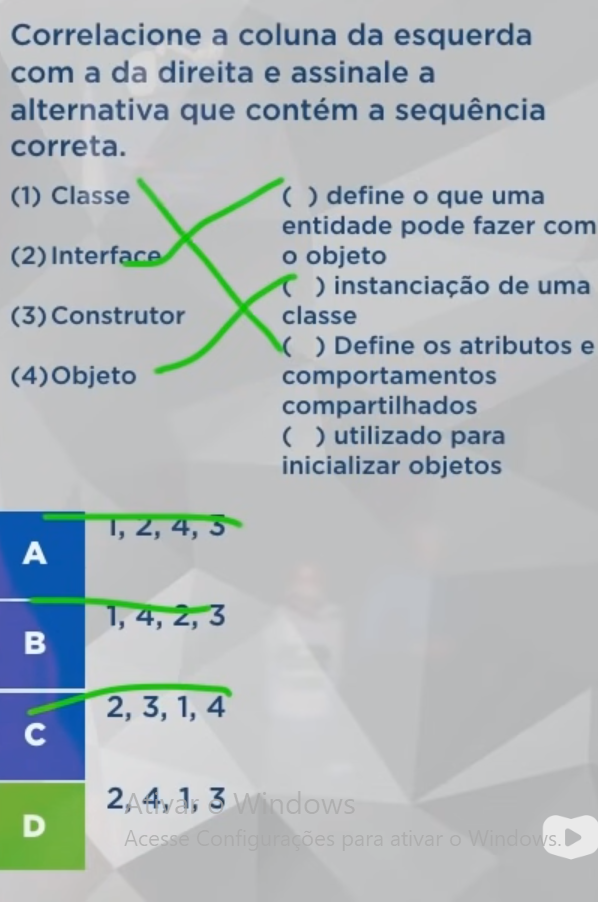 Correlacione a coluna da esquerda
com a da direita e assinale a
alternativa que contém a sequência
correta.
(1) Classe
(2) Interface
(3) Construtor
(4) Objeto
( ) define o que uma
entidade pode fazer com
o objeto
( ) instanciação de uma
classe
( ) Define os atributos e
comportamentos
compartilhados
( ) utilizado para
inicializar objetos
A
1, 2, 4, 3
B
1, 4, 2, 3
C
2, 3, 1, 4
D
2, 4, 1, 3
Ativar o Windows
Acesse Configurações para ativar o Windows.